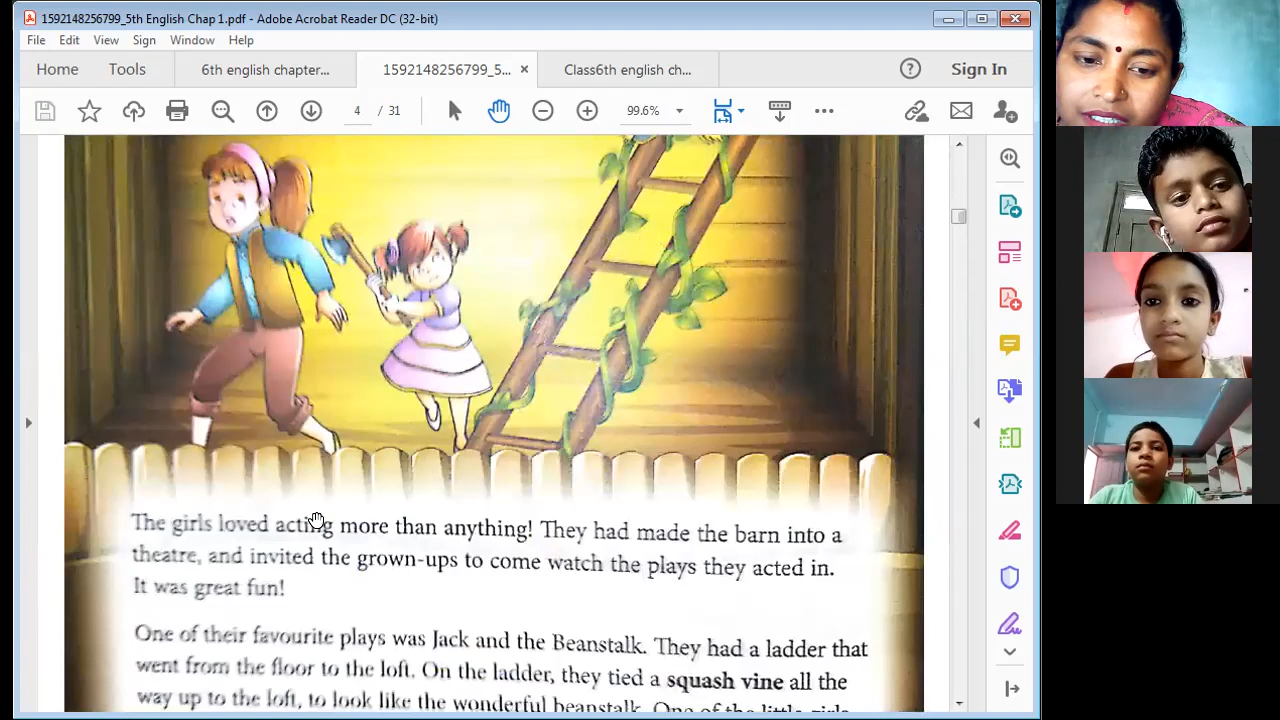 1592148256799_5th English Chap 1.pdf - Adobe Acrobat Reader DC (32-bit)
File Edit View Sign Window Help
Home Tools 6th english chapter... 1592148256799_5... × Class6th english ch... Sign In
4 / 31 99.6%
The girls loved acting more than anything! They had made the barn into a
theatre, and invited the grown-ups to come watch the plays they acted in.
It was great fun!
One of their favourite plays was Jack and the Beanstalk. They had a ladder that
went from the floor to the loft. On the ladder, they tied a squash vine all the
way up to the loft, to look like the wonderful beanstalk. One of the little girls